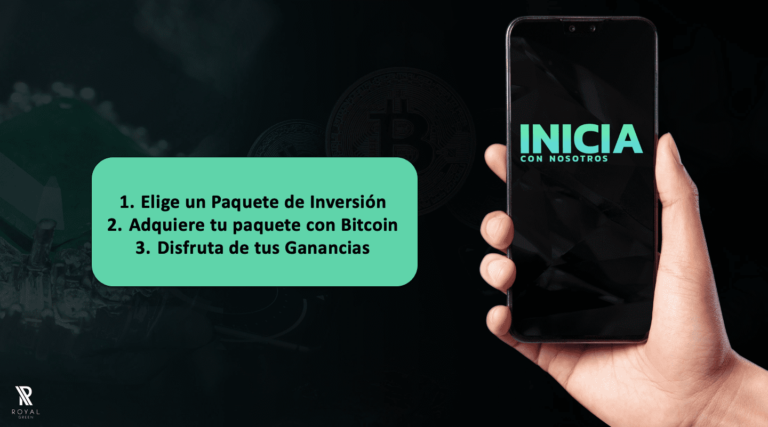 1. Elige un Paquete de Inversión
2. Adquiere tu paquete con Bitcoin
3. Disfruta de tus Ganancias
INICIA
CON NOSOTROS
ROYAL
GREEN